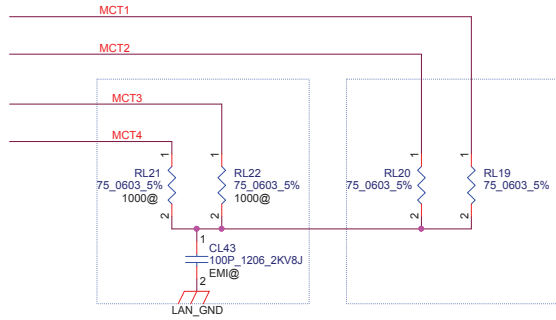 MCT1
MCT2
MCT3
MCT4
1
1
1
1
RL21
75_0603_5%
1000@
RL22
75_0603_5%
1000@
RL20
75_0603_5%
RL19
75_0603_5%
2
2
2
2
1
CL43
100P_1206_2KV8J
EMI@
2
LAN_GND